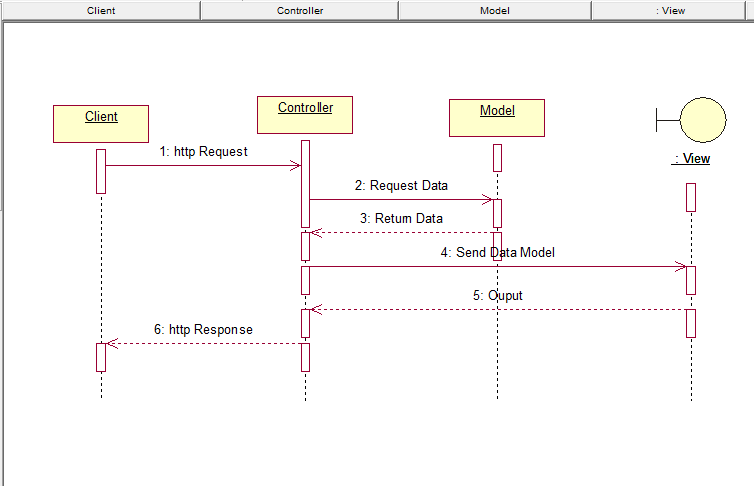 Client Controller Model : View
Client
Controller
Model
: View
1: http Request
2: Request Data
3: Return Data
4: Send Data Model
5: Ouput
6: http Response